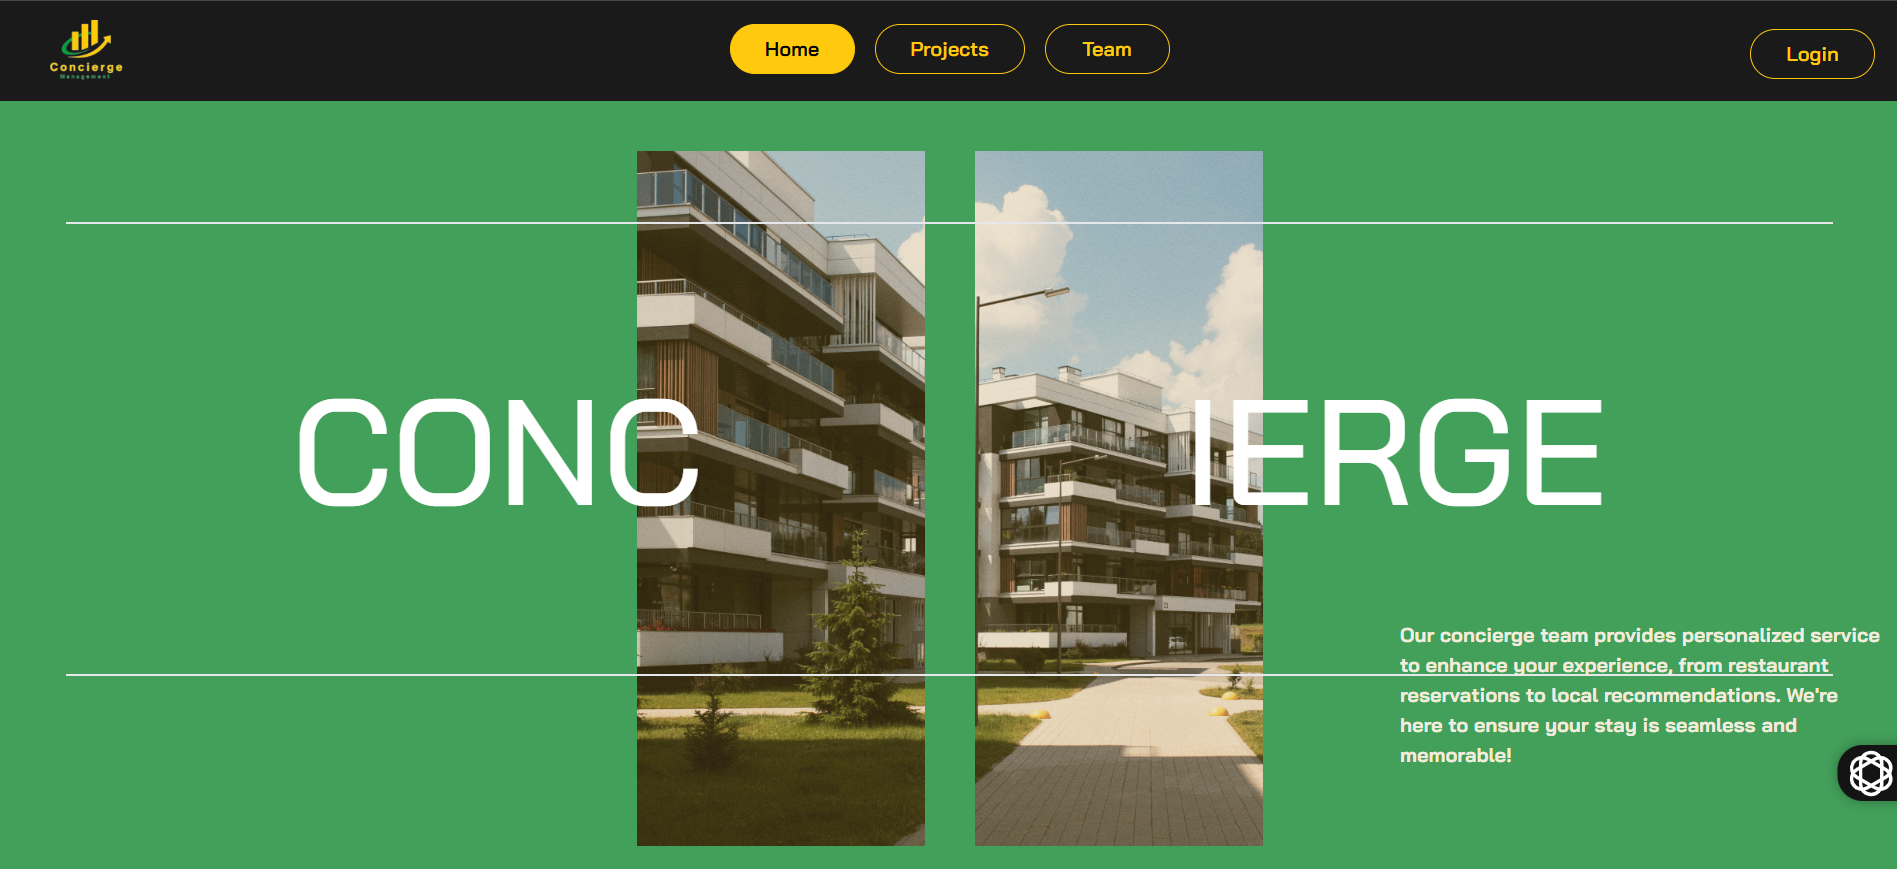 Concierge
Management
Home
Projects
Team
Login
CONC
IERGE
Our concierge team provides personalized service
to enhance your experience, from restaurant
reservations to local recommendations. We're
here to ensure your stay is seamless and
memorable!